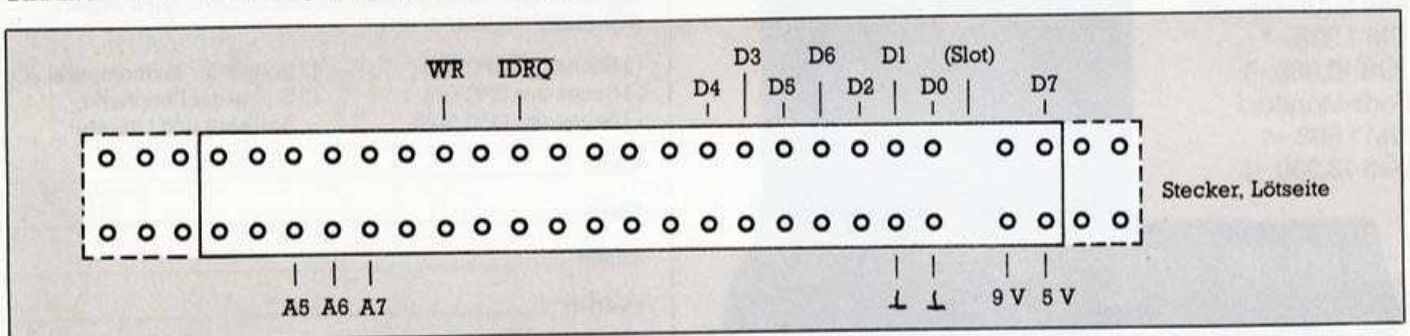 WR IDRQ D4 D3 D5 D6 D2 D1 D0 (Slot) D7
Stecker, Lötseite
A5 A6 A7 9 V 5 V